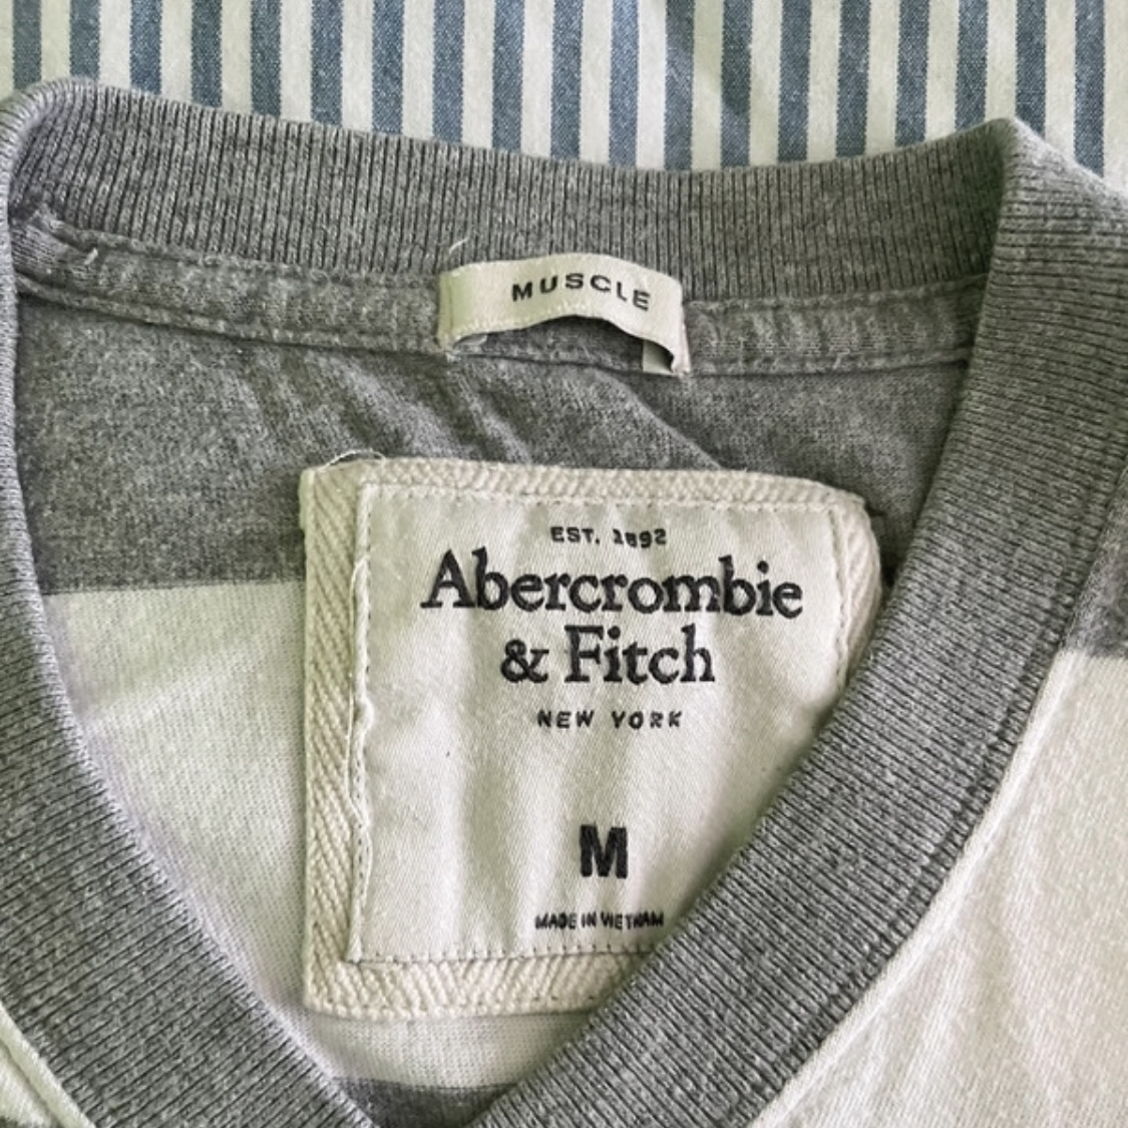 MUSCLE
EST. 1892
Abercrombie
& Fitch
NEW YORK
M
MADE IN VIETNAM